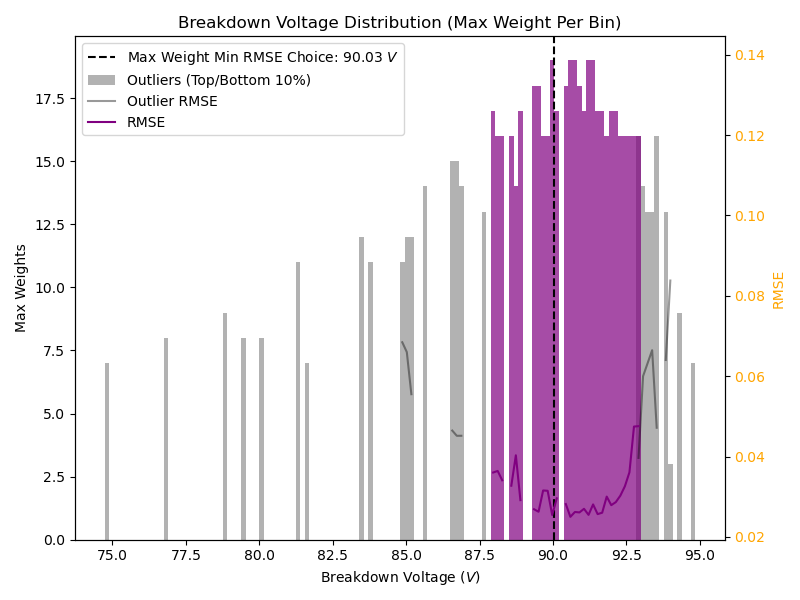 Breakdown Voltage Distribution (Max Weight Per Bin)
Max Weight Min RMSE Choice: 90.03 V
Outliers (Top/Bottom 10%)
Outlier RMSE
RMSE
17.5
15.0
12.5
10.0
7.5
5.0
2.5
0.0
Max Weights
0.14
0.12
0.10
0.08
0.06
0.04
0.02
RMSE
75.0 77.5 80.0 82.5 85.0 87.5 90.0 92.5 95.0
Breakdown Voltage (V)